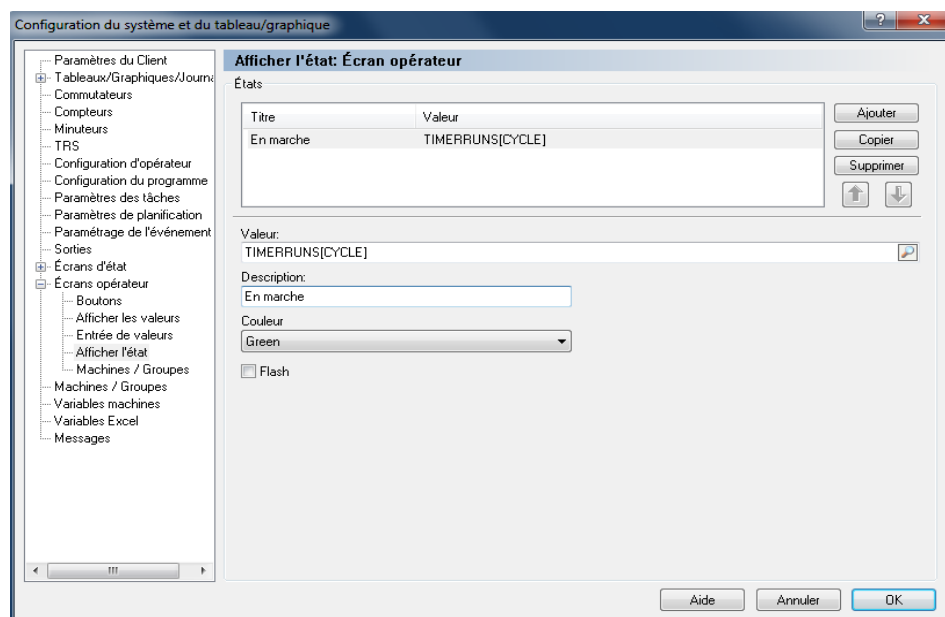 Configuration du système et du tableau/graphique
Paramètres du Client
Tableaux/Graphiques/Journa
Commutateurs
Compteurs
Minuteurs
TRS
Configuration d'opérateur
Configuration du programme
Paramètres des tâches
Paramètres de planification
Paramétrage de l'événement
Sorties
Écrans d'état
Écrans opérateur
Boutons
Afficher les valeurs
Entrée de valeurs
Afficher l'état
Machines / Groupes
Machines / Groupes
Variables machines
Variables Excel
Messages
Afficher l'état: Écran opérateur
États
Titre Valeur
En marche TIMERRUNS[CYCLE]
Ajouter
Copier
Supprimer
Valeur:
TIMERRUNS[CYCLE]
Description:
En marche
Couleur
Green
Flash
Aide Annuler OK